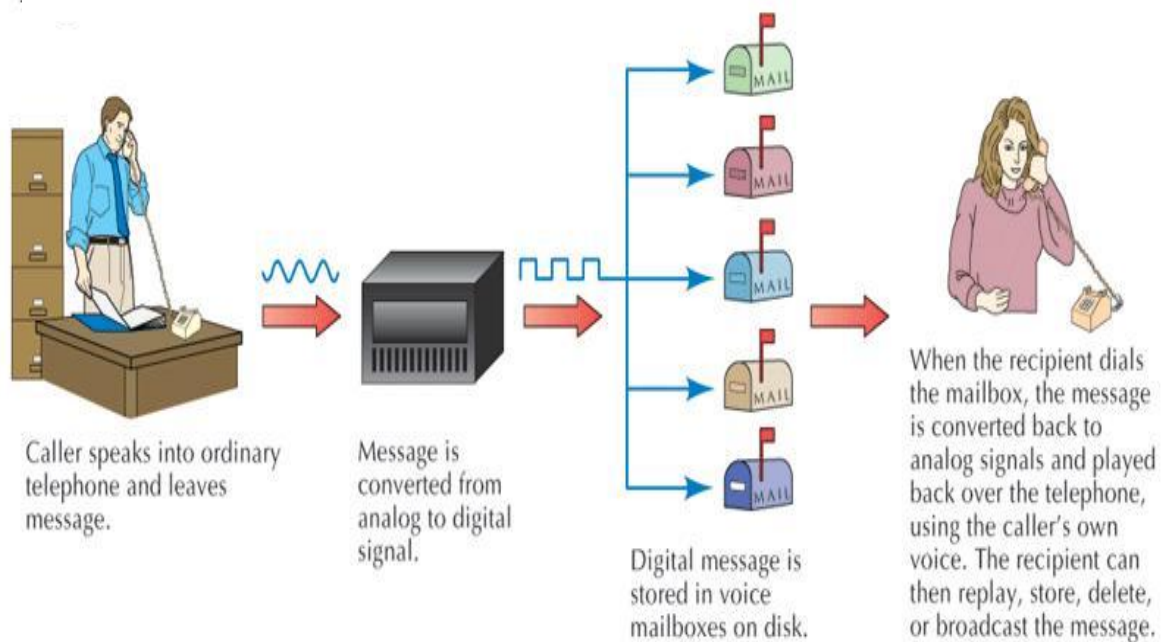 MAIL
MAIL
MAIL
MAIL
MAIL
Caller speaks into ordinary
telephone and leaves
message.
Message is
converted from
analog to digital
signal.
Digital message is
stored in voice
mailboxes on disk.
When the recipient dials
the mailbox, the message
is converted back to
analog signals and played
back over the telephone,
using the caller's own
voice. The recipient can
then replay, store, delete,
or broadcast the message.